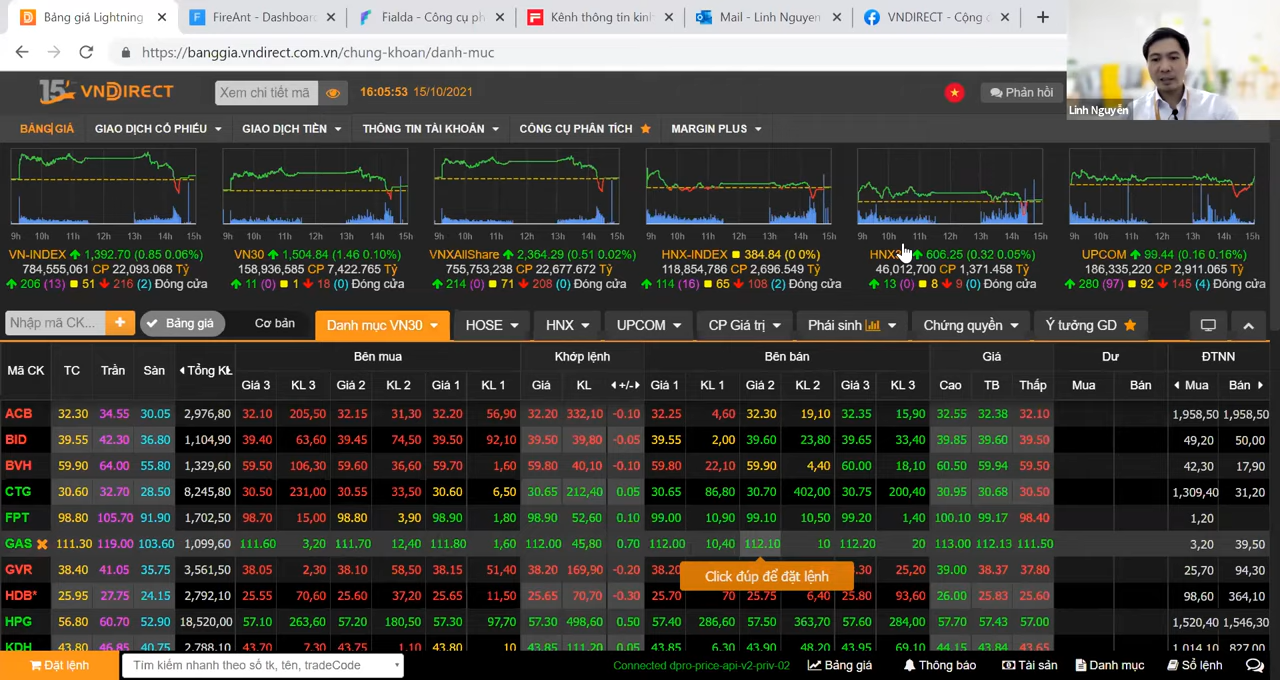 Bảng giá Lightning
FireAnt - Dashboar
Fialda - Công cụ ph
Kênh thông tin kinh
Mail - Linh Nguyen
VNDIRECT - Cộng
https://banggia.vndirect.com.vn/chung-khoan/danh-muc
15 VNDIRECT
Xem chi tiết mã
16:05:53 15/10/2021
Phản hồi
Linh Nguyễn
BẢNG GIÁ GIAO DỊCH CỔ PHIẾU GIAO DỊCH TIỀN THÔNG TIN TÀI KHOẢN CÔNG CỤ PHÂN TÍCH MARGIN PLUS
9h 10h 11h 12h 13h 14h 15h 9h 10h 11h 12h 13h 14h 15h 9h 10h 11h 12h 13h 14h 15h 9h 10h 11h 12h 13h 14h 15h 9h 10h 11h 12h 13h 14h 15h 9h 10h 11h 12h 13h 14h 15h
VN-INDEX 1,392.70 (0.85 0.06%)
784,555,061 CP 22,093.068 Tỷ
206 (13) 51 216 (2) Đóng cửa
VN30 1,504.84 (1.46 0.10%)
158,936,585 CP 7,422.765 Tỷ
11 (0) 1 18 (0) Đóng cửa
VNXAllShare 2,364.29 (0.51 0.02%)
755,753,238 CP 22,677.672 Tỷ
214 (0) 71 208 (0) Đóng cửa
HNX-INDEX 384.84 (0 0%)
118,854,786 CP 2,696.549 Tỷ
114 (16) 65 108 (2) Đóng cửa
606.25 (0.32 0.05%)
46,012,700 CP 1,371.458 Tỷ
13 (0) 8 9 (0) Đóng cửa
UPCOM 99.44 (0.16 0.16%)
186,335,220 CP 2,911.065 Tỷ
280 (97) 92 145 (4) Đóng cửa
Nhập mã CK... + Bảng giá Cơ bản Danh mục VN30 HOSE HNX UPCOM CP Giá trị Phái sinh Chứng quyền Ý tưởng GD
Mã CK TC Trần Sàn Tổng KL Bên mua Khớp lệnh Bên bán Giá Dư ĐTNN
Giá 3 KL 3 Giá 2 KL 2 Giá 1 KL 1 Giá KL +/- Giá 1 KL 1 Giá 2 KL 2 Giá 3 KL 3 Cao TB Thấp Mua Bán Mua Bán
ACB 32.30 34.55 30.05 2,976,80 32.10 205,50 32.15 31,30 32.20 56,90 32.20 332,10 -0.10 32.25 4,60 32.30 19,10 32.35 15,90 32.55 32.38 32.10 1,958,50 1,958,50
BID 39.55 42.30 36.80 1,104,90 39.40 63,60 39.45 74,50 39.50 92,10 39.50 39,80 -0.05 39.55 2,00 39.60 23,80 39.65 33,40 39.85 39.60 39.50 49,20 50,00
BVH 59.90 64.00 55.80 1,329,60 59.50 106,30 59.60 36,60 59.70 1,60 59.80 40,10 -0.10 59.80 22,10 59.90 4,40 60.00 18,10 60.50 59.94 59.50 42,30 17,90
CTG 30.60 32.70 28.50 8,245,80 30.50 231,00 30.55 33,50 30.60 6,50 30.65 212,40 0.05 30.65 86,80 30.70 402,00 30.75 200,40 30.95 30.68 30.50 1,309,40 31,20
FPT 98.80 105.70 91.90 1,702,50 98.70 15,00 98.80 3,90 98.90 1,80 98.90 52,60 0.10 99.00 10,90 99.10 10,50 99.20 1,40 100.10 99.17 98.40 1,20
GAS 111.30 119.00 103.60 1,099,60 111.60 3,20 111.70 12,40 111.80 1,60 112.00 45,80 0.70 112.00 10,40 112.10 10 112.20 20 113.00 112.13 111.50 3,20 39,50
GVR 38.40 41.05 35.75 3,561,50 38.05 2,30 38.10 58,50 38.15 51,40 38.20 169,90 -0.20 38.20 .30 25,20 39.00 38.37 37.80 25,70 94,30
Click đúp để đặt lệnh
HDB* 25.95 27.75 24.15 2,792,10 25.55 70,60 25.60 37,20 25.65 11,50 25.65 70,70 -0.30 25.70 25.75 6,40 25.80 93,60 26.00 25.83 25.60 98,60 364,10
HPG 56.80 60.70 52.90 18,520,00 57.10 263,60 57.20 180,50 57.30 97,70 57.30 498,60 0.50 57.40 286,60 57.50 363,70 57.60 284,00 57.70 57.43 57.00 1,520,40 1,546,30
KDH 43.80 46.85 40.75 2,788,10 43.70 1,10 43.80 10 43.85 111,20 0.05 43.85 6,30 43.90 48,20 43.95 69,10 44.15 43.84 43.65 1,014,10 827,00
Đặt lệnh Tìm kiếm nhanh theo số tk, tên, tradeCode Connected dpro-price-api-v2-priv-02 Bảng giá Thông báo Tài sản Danh mục Sổ lệnh